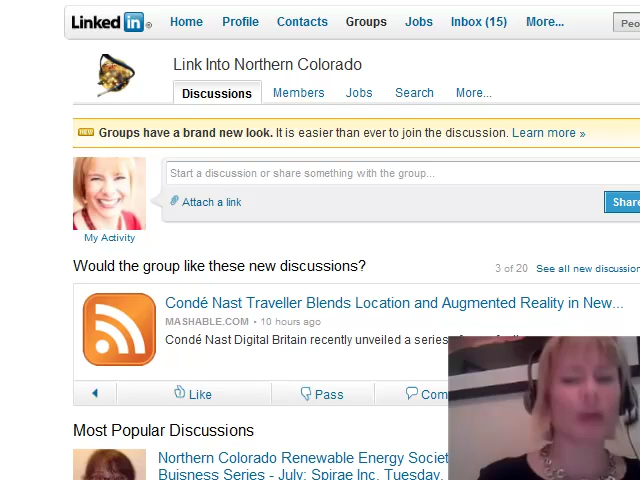 Linked in ®
Home Profile Contacts Groups Jobs Inbox (15) More...
Link Into Northern Colorado
Discussions Members Jobs Search More...
NEW Groups have a brand new look. It is easier than ever to join the discussion. Learn more »
Start a discussion or share something with the group...
Attach a link
Share
My Activity
Would the group like these new discussions?
3 of 20 See all new
Condé Nast Traveller Blends Location and Augmented Reality in New...
MASHABLE.COM • 10 hours ago
Condé Nast Digital Britain recently unveiled a series
Like Pass
Most Popular Discussions
Northern Colorado Renewable Energy
Buisness Series - July: Spirae Inc. Tuesday,